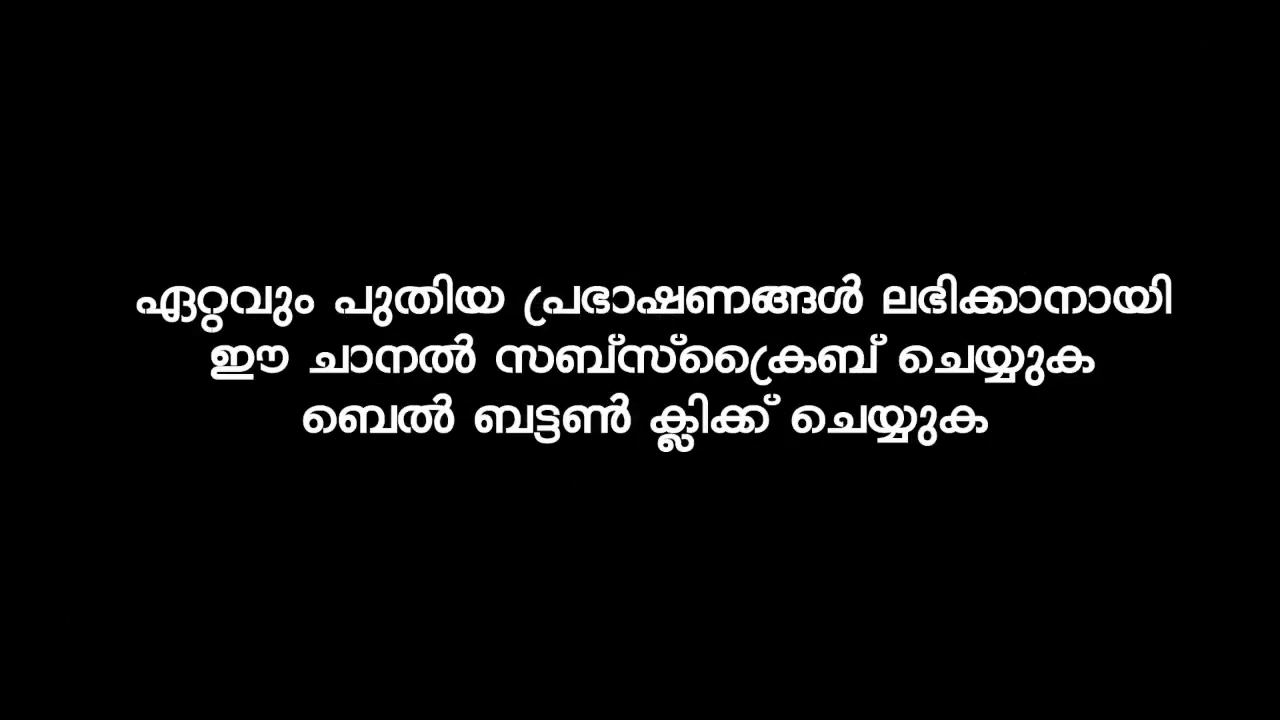 ഏറ്റവും പുതിയ പ്രഭാഷണങ്ങൾ ലഭിക്കാനായി
ഈ ചാനൽ സബ്സ്ക്രൈബ് ചെയ്യുക
ബെൽ ബട്ടൺ ക്ലിക്ക് ചെയ്യുക